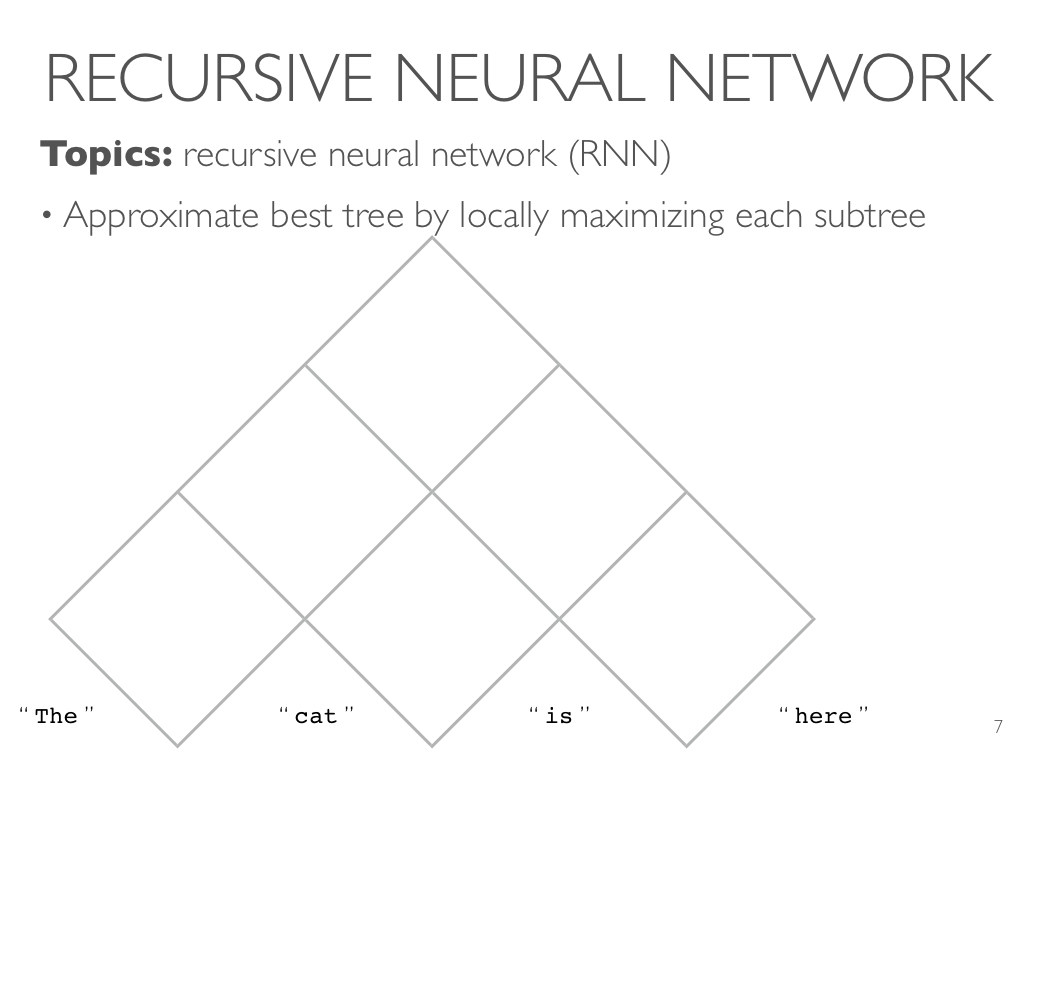 RECURSIVE NEURAL NETWORK
Topics: recursive neural network (RNN)
• Approximate best tree by locally maximizing each subtree
“The” “cat” “is” “here”
7